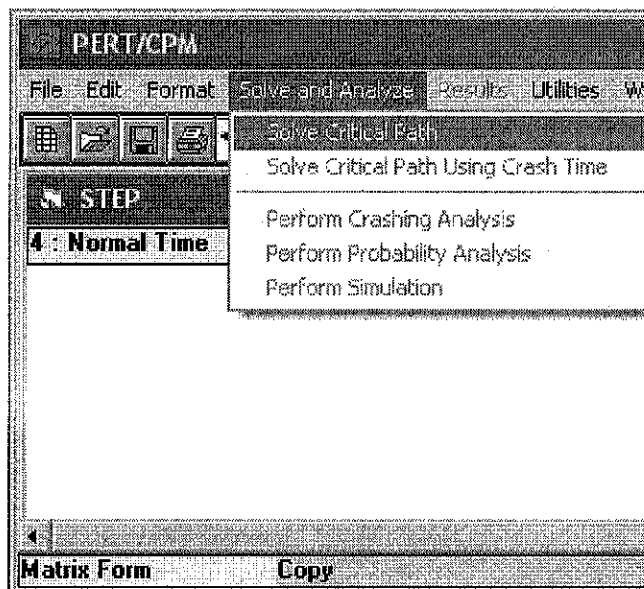 PERT/CPM
File Edit Format Solve and Analyze Results Utilities W
Solve Critical Path
Solve Critical Path Using Crash Time
STEP
Perform Crashing Analysis
4 : Normal Time
Perform Probability Analysis
Perform Simulation
Matrix Form Copy